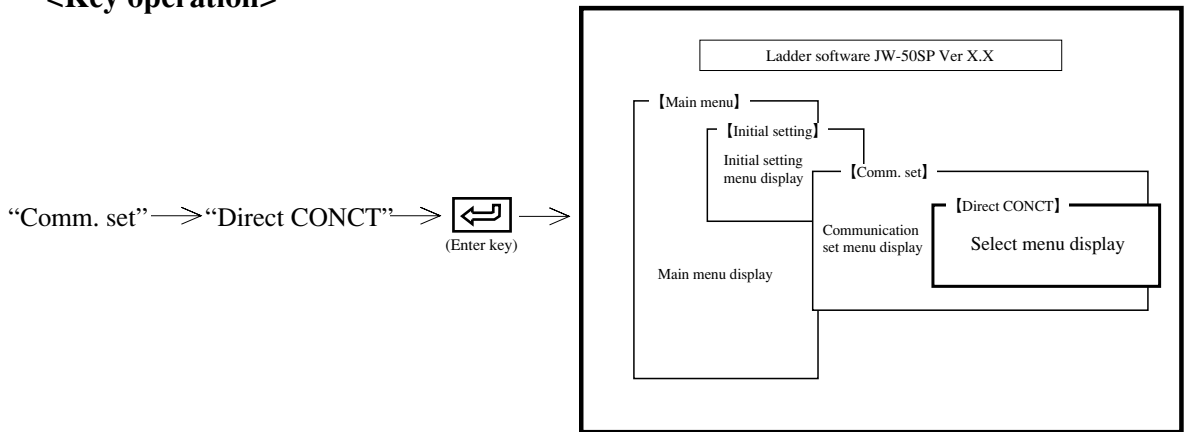 <Key operation>
“Comm. set” “Direct CONCT”
(Enter key)
Ladder software JW-50SP Ver X.X
【Main menu】
【Initial setting】
Initial setting
menu display
【Comm. set】
【Direct CONCT】
Select menu display
Communication
set menu display
Main menu display